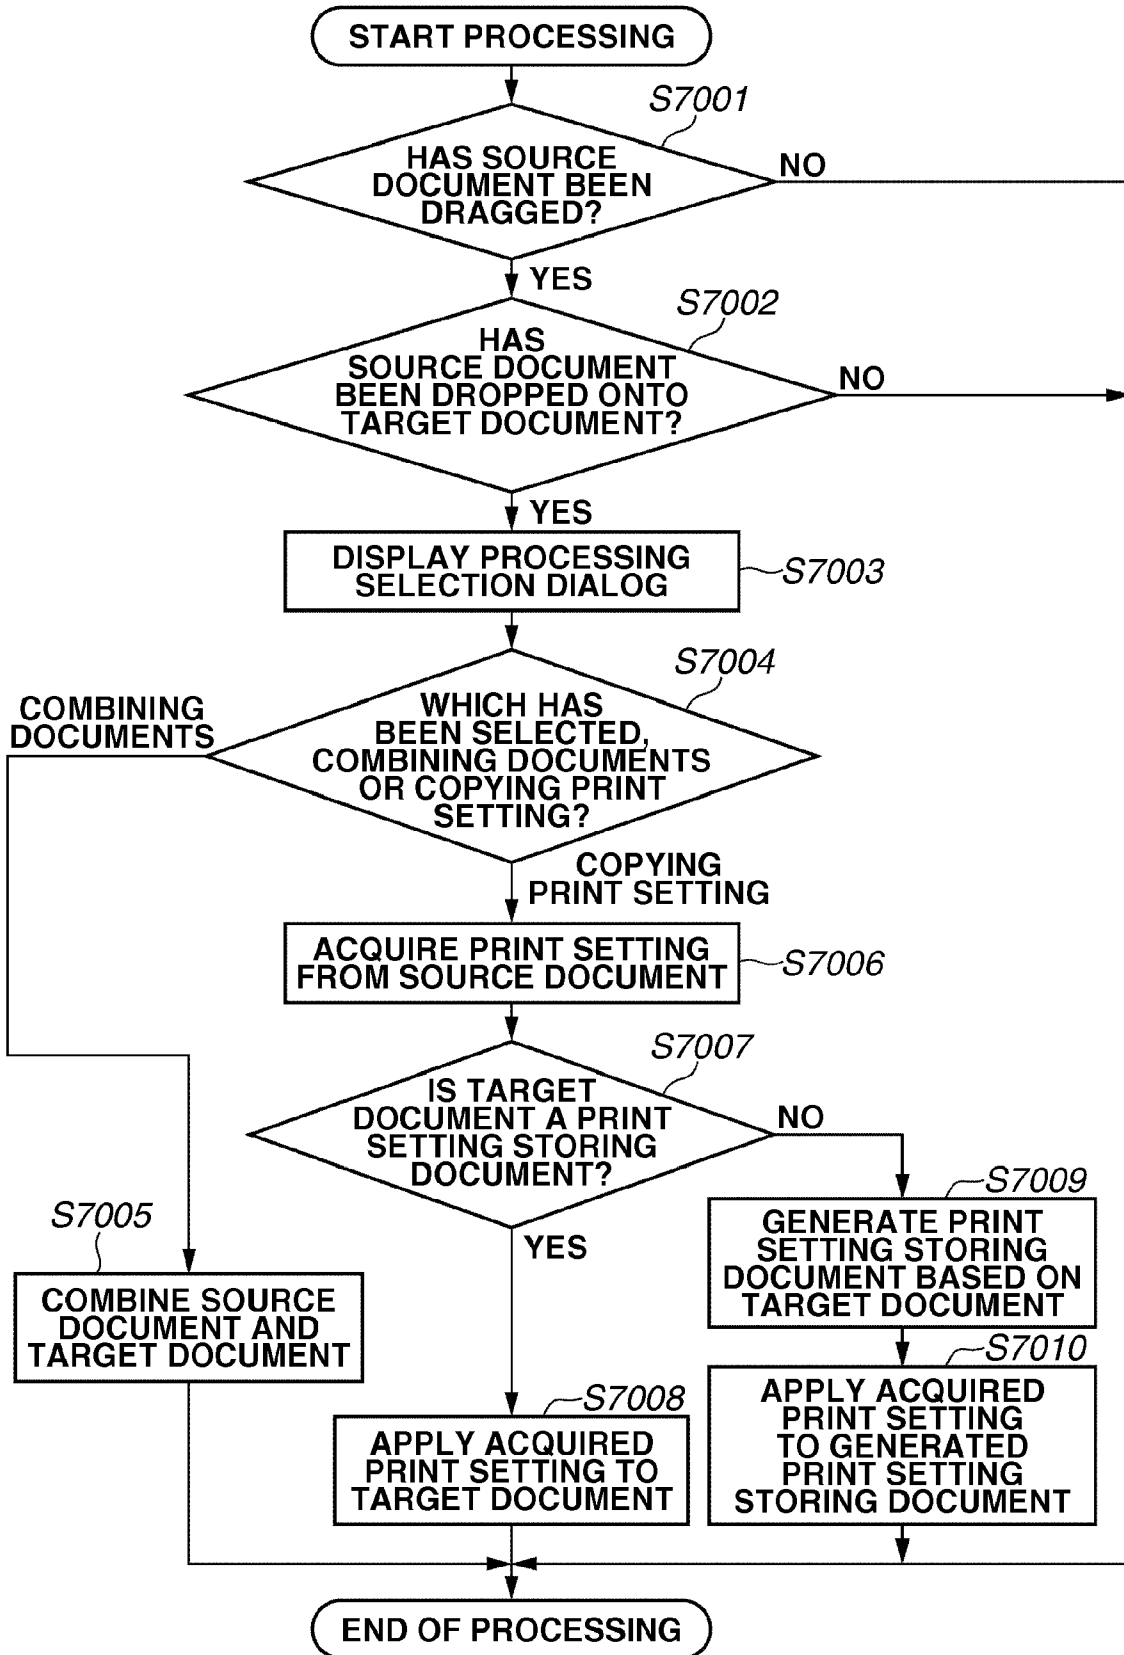 START PROCESSING
S7001
HAS SOURCE
DOCUMENT BEEN
DRAGGED?
NO
YES
S7002
HAS
SOURCE DOCUMENT
BEEN DROPPED ONTO
TARGET DOCUMENT?
NO
YES
DISPLAY PROCESSING
SELECTION DIALOG
S7003
S7004
COMBINING
DOCUMENTS
WHICH HAS
BEEN SELECTED,
COMBINING DOCUMENTS
OR COPYING PRINT
SETTING?
COPYING
PRINT SETTING
ACQUIRE PRINT SETTING
FROM SOURCE DOCUMENT
S7006
S7007
IS TARGET
DOCUMENT A PRINT
SETTING STORING
DOCUMENT?
NO
YES
S7005
COMBINE SOURCE
DOCUMENT AND
TARGET DOCUMENT
S7009
GENERATE PRINT
SETTING STORING
DOCUMENT BASED ON
TARGET DOCUMENT
S7008
APPLY ACQUIRED
PRINT SETTING TO
TARGET DOCUMENT
S7010
APPLY ACQUIRED
PRINT SETTING
TO GENERATED
PRINT SETTING
STORING DOCUMENT
END OF PROCESSING